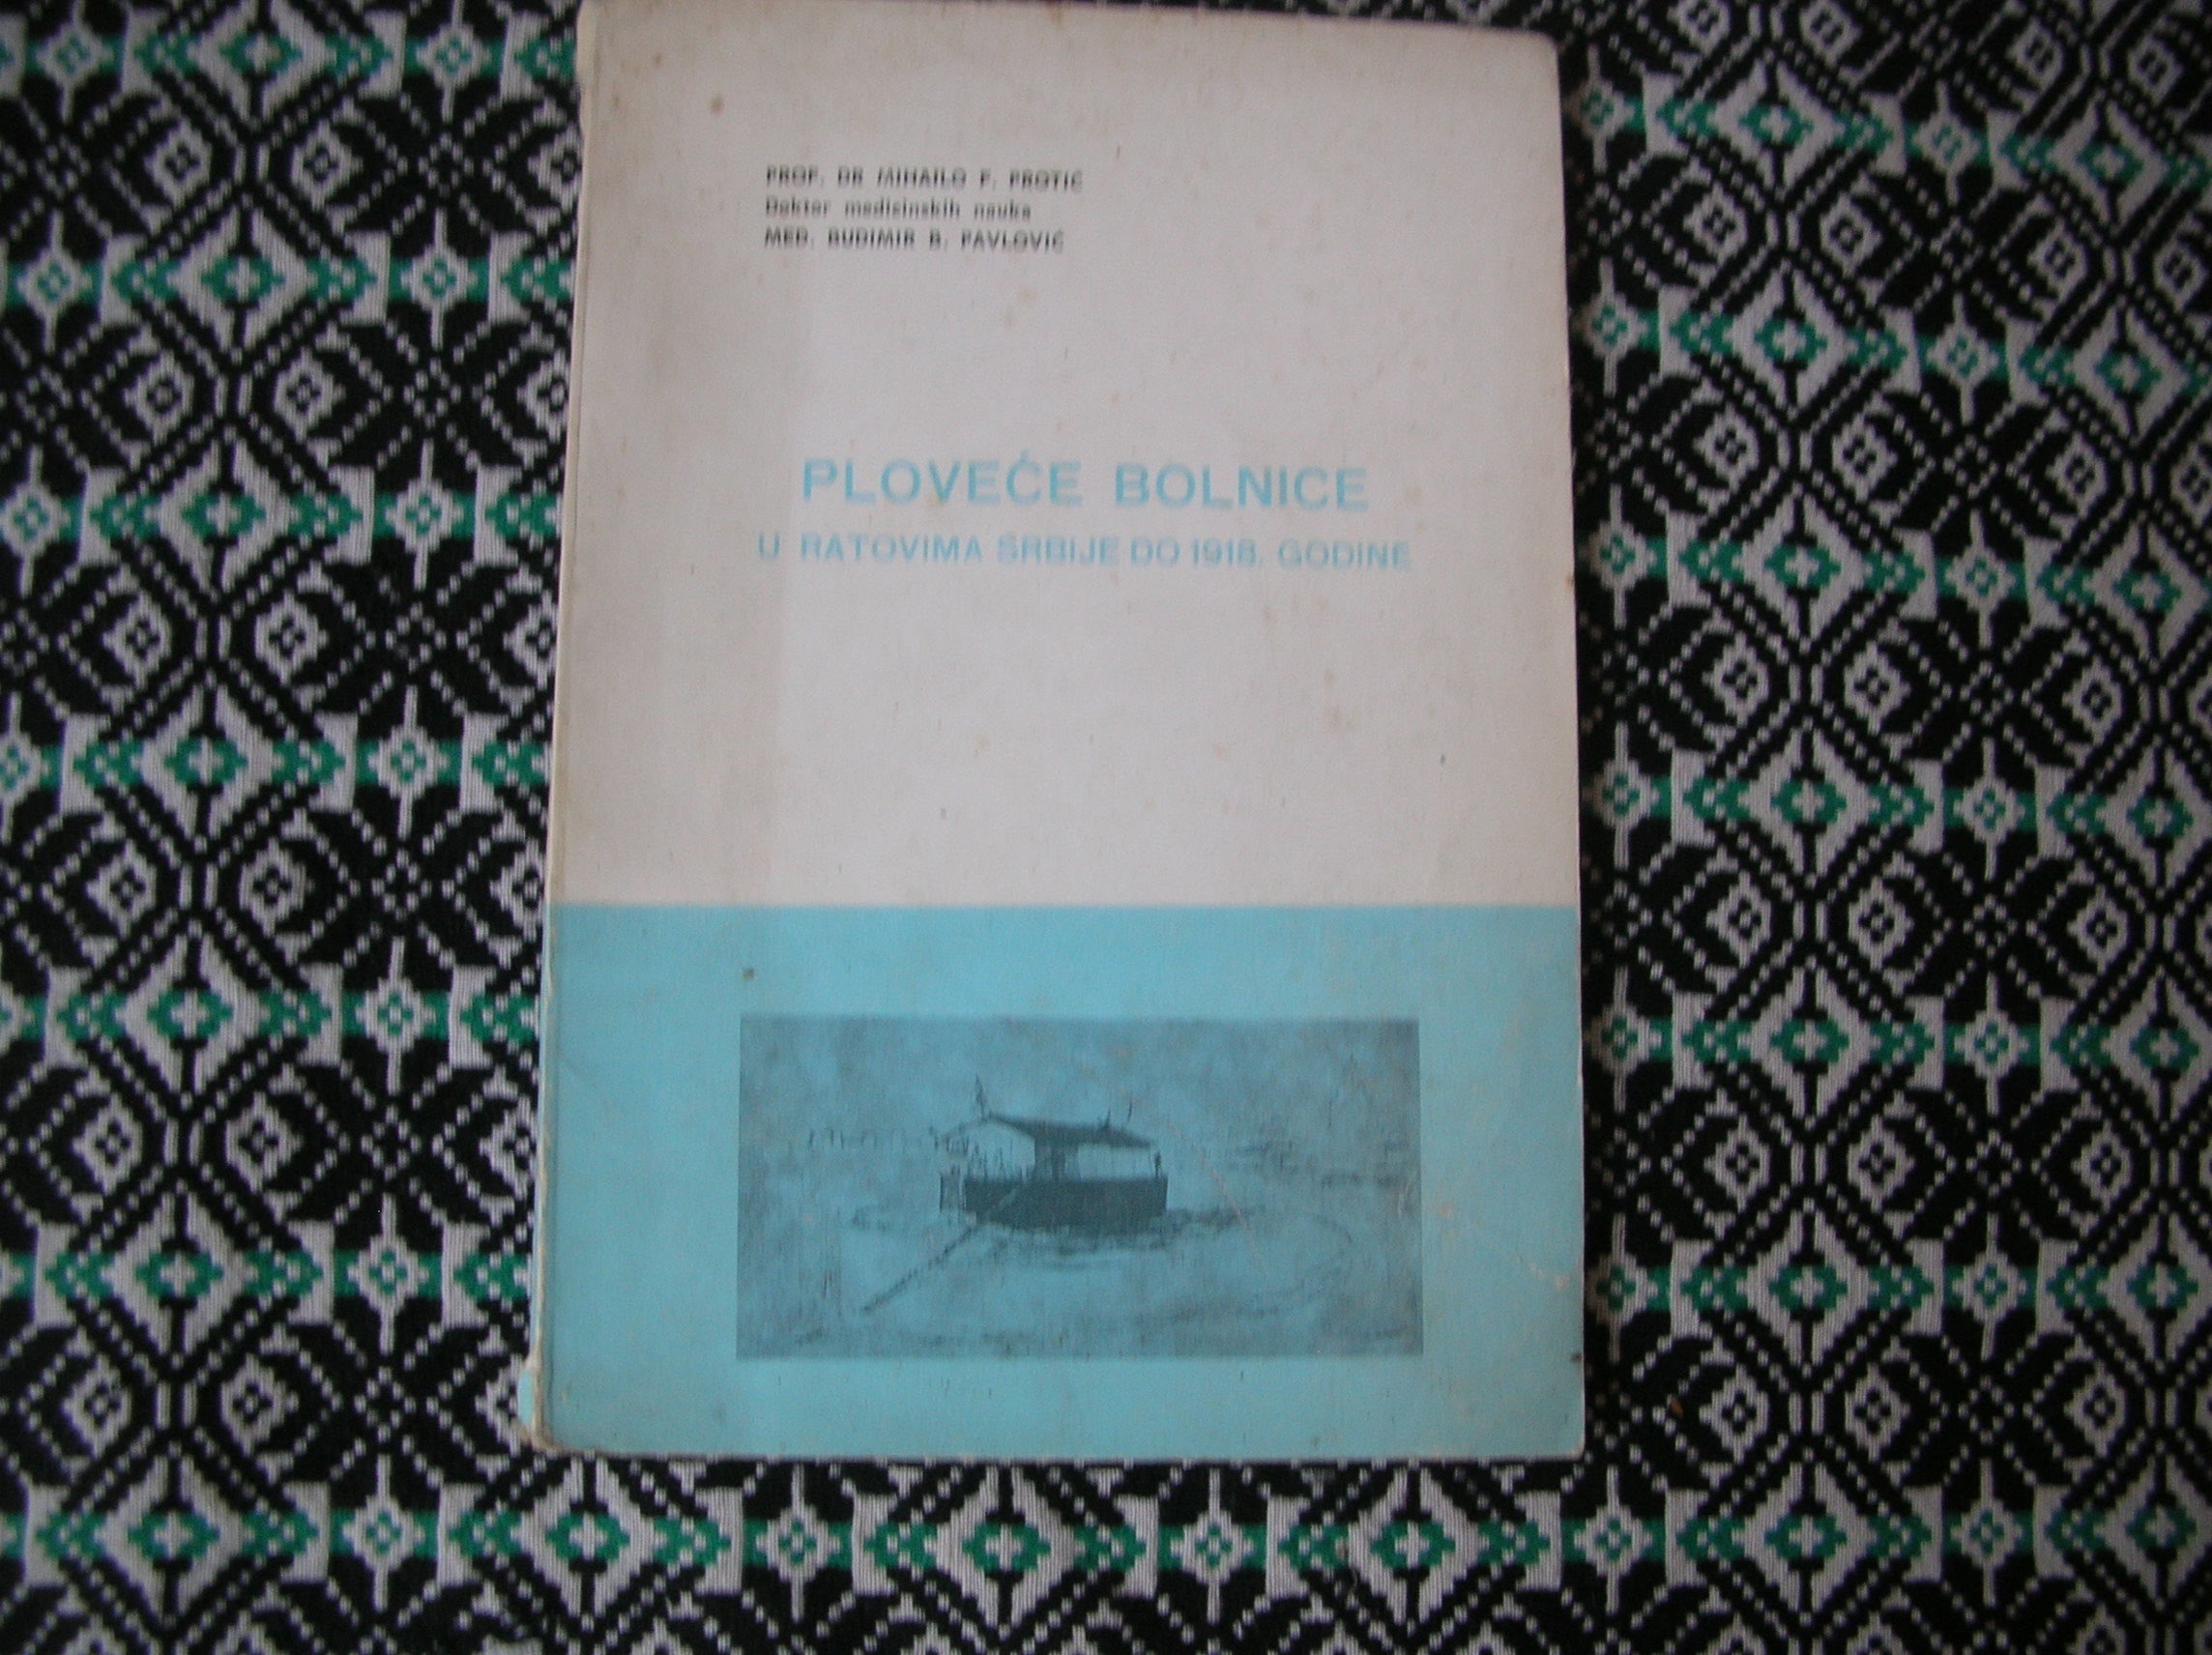 PROF. DR MIHAILO F. PROTIĆ
Doktor medicinskih nauka
MED. BUDIMIR B. PAVLOVIĆ
PLOVEĆE BOLNICE
U RATOVIMA SRBIJE DO 1918. GODINE